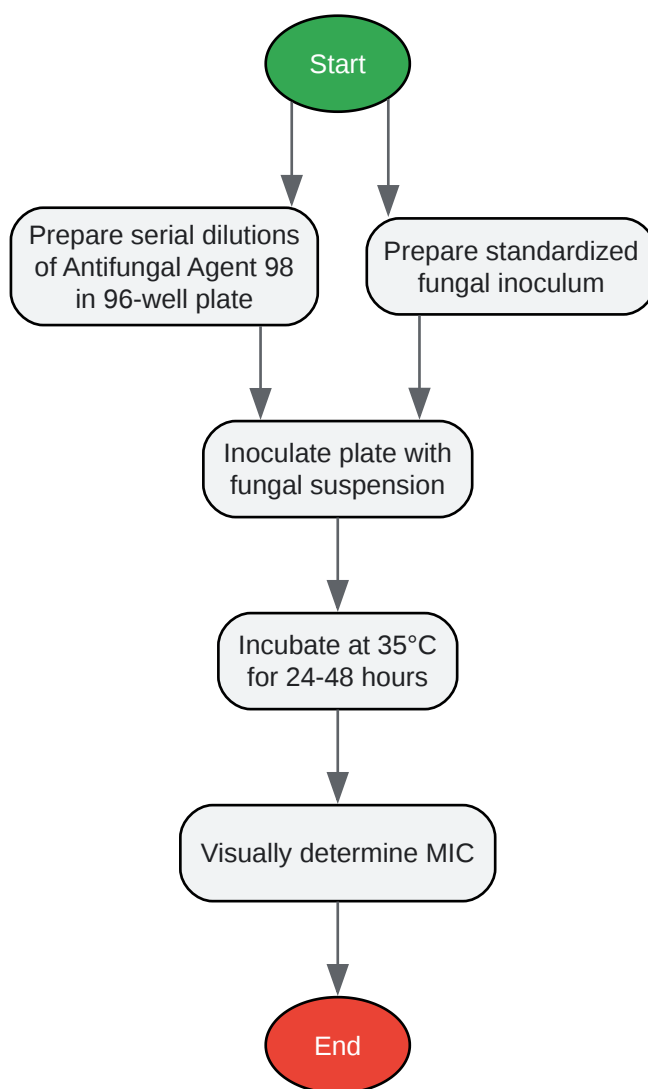 Start
Prepare serial dilutions
of Antifungal Agent 98
in 96-well plate
Prepare standardized
fungal inoculum
Inoculate plate with
fungal suspension
Incubate at 35°C
for 24-48 hours
Visually determine MIC
End